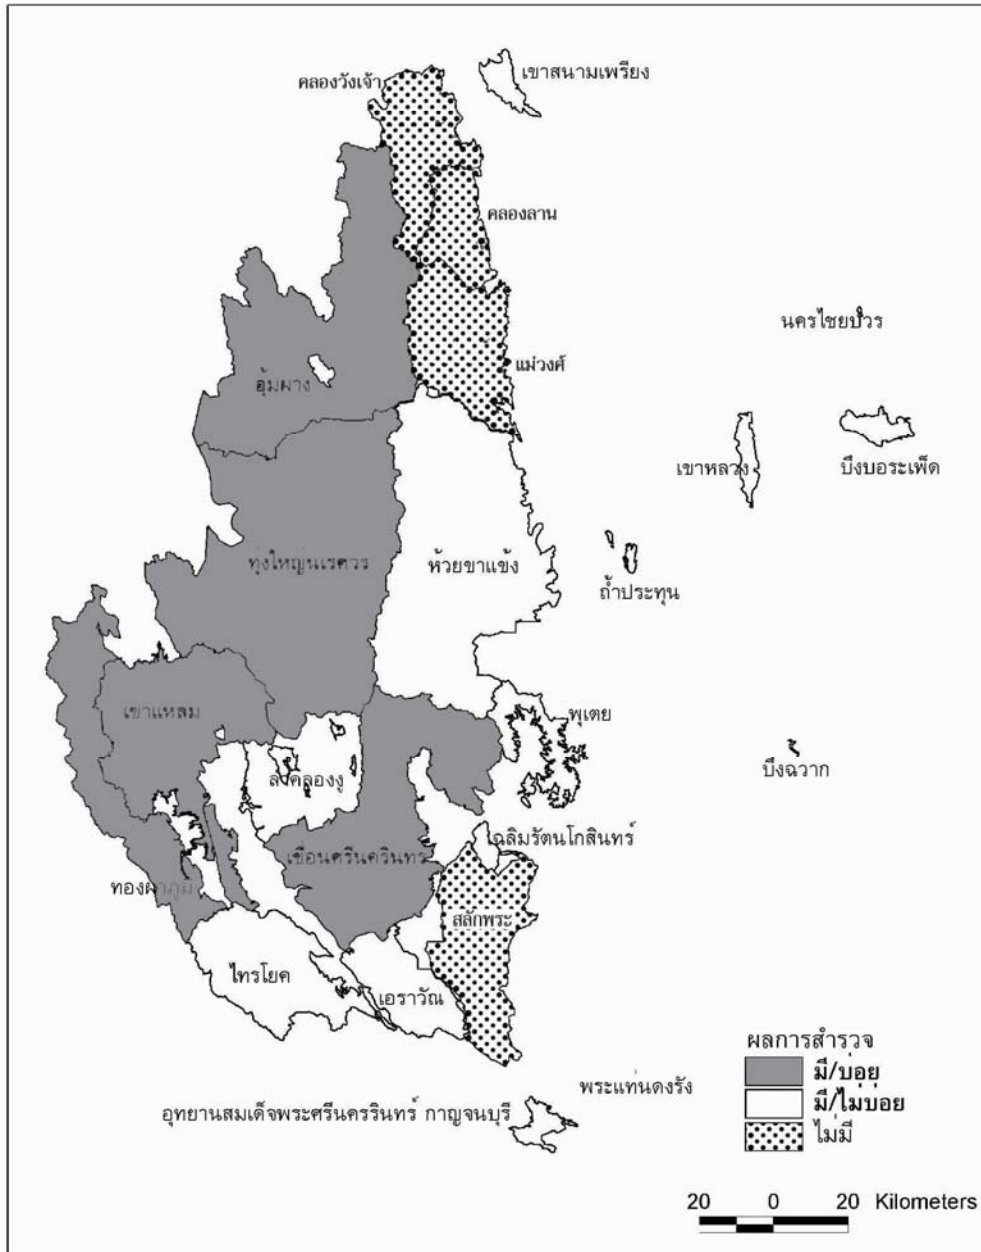 เขาสนามเพรียง
คลองวังเจ้า
คลองลาน
นครไชยบวร
แม่วงศ์
อุ้มผาง
เขาหลวง
บึงบอระเพ็ด
ทุ่งใหญ่นเรศวร
ห้วยขาแข้ง
ถ้ำประทุน
เขาแหลม
พุเตย
บึงฉวาก
ลำคลองงู
เฉลิมรัตนโกสินทร์
เขื่อนศรีนครินทร
ทองผาภูมิ
สลักพระ
ไทรโยค
เอราวัณ
ผลการสำรวจ
มี/บ่อย
มี/ไม่บ่อย
ไม่มี
พระแท่นดงรัง
อุทยานสมเด็จพระศรีนครรินทร์ กาญจนบุรี
20 0 20 Kilometers